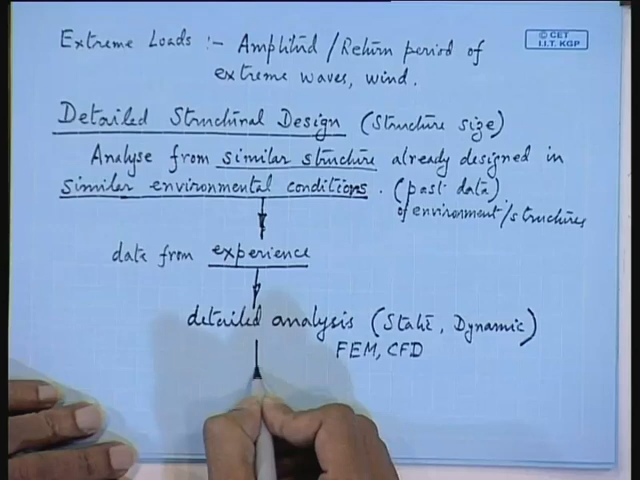 Extreme Loads :- Amplitud / Return period of
extreme waves, wind.
© CET
I.I.T. KGP
Detailed Structural Design (Structure size)
Analyse from similar structure already designed in
similar environmental conditions. (past data)
of environment/structures
data from experience
detailed analysis (Static, Dynamic)
FEM, CFD